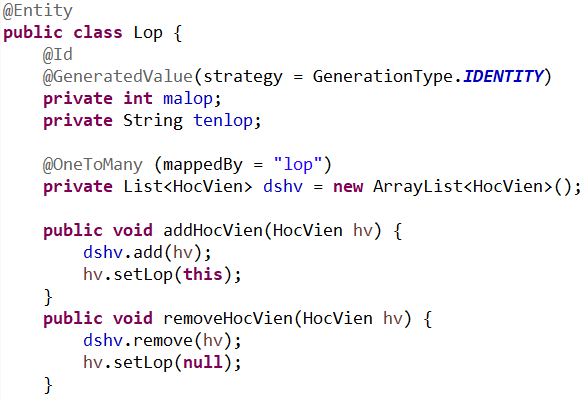 @Entity
public class Lop {
    @Id
    @GeneratedValue(strategy = GenerationType.IDENTITY)
    private int malop;
    private String tenlop;

    @OneToMany (mappedBy = "lop")
    private List<HocVien> dshv = new ArrayList<HocVien>();

    public void addHocVien(HocVien hv) {
        dshv.add(hv);
        hv.setLop(this);
    }
    public void removeHocVien(HocVien hv) {
        dshv.remove(hv);
        hv.setLop(null);
    }